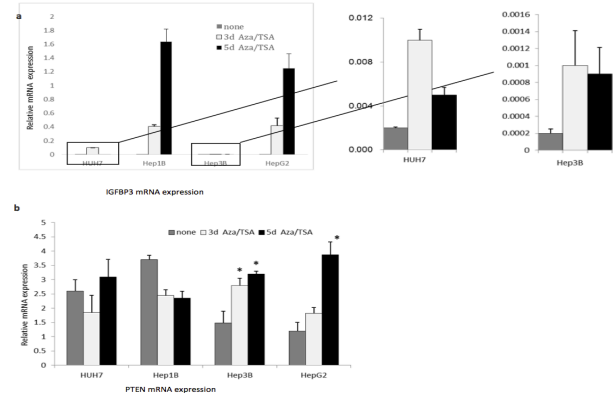 a
2
1.8
1.6
1.4
1.2
1
0.8
0.6
0.4
0.2
0
Relative mRNA expression
none
3d Aza/TSA
5d Aza/TSA
HUH7 Hep1B Hep3B HepG2
0.012
0.008
0.004
0.000
HUH7
0.0016
0.0014
0.0012
0.001
0.0008
0.0006
0.0004
0.0002
0
Hep3B
IGFBP3 mRNA expression
b
5
4.5
4
3.5
3
2.5
2
1.5
1
0.5
0
Relative mRNA expression
none 3d Aza/TSA 5d Aza/TSA
* * *
HUH7 Hep1B Hep3B HepG2
PTEN mRNA expression